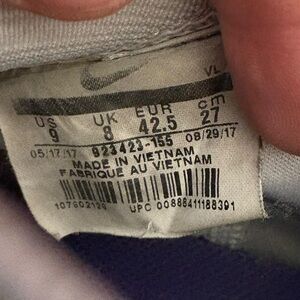 VL
US UK EUR cm
9 8 42.5 27
05/17/17 923423-155 08/29/17
MADE IN VIETNAM
FABRIQUE AU VIETNAM
UPC 00888411188391